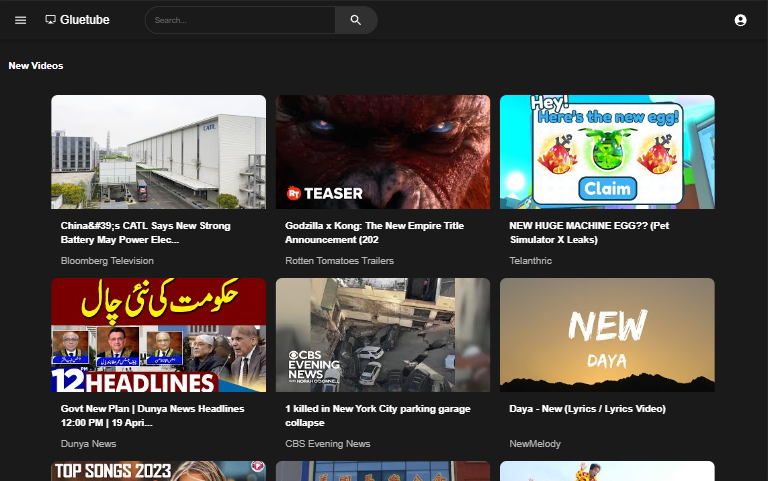 Gluetube
Search...
New Videos
CATL
RT TEASER
Hey!
Here's the new egg!
Claim
China&#39;s CATL Says New Strong
Battery May Power Elec...
Bloomberg Television
Godzilla x Kong: The New Empire Title
Announcement (202
Rotten Tomatoes Trailers
NEW HUGE MACHINE EGG?? (Pet
Simulator X Leaks)
Telanthric
حکومت کی نئی چال
12PM HEADLINES
CBS
EVENING
NEWS
WITH NORAH O'DONNELL
NEW
DAYA
Govt New Plan | Dunya News Headlines
12:00 PM | 19 Apri...
Dunya News
1 killed in New York City parking garage
collapse
CBS Evening News
Daya - New (Lyrics / Lyrics Video)
NewMelody
TOP SONGS 2023